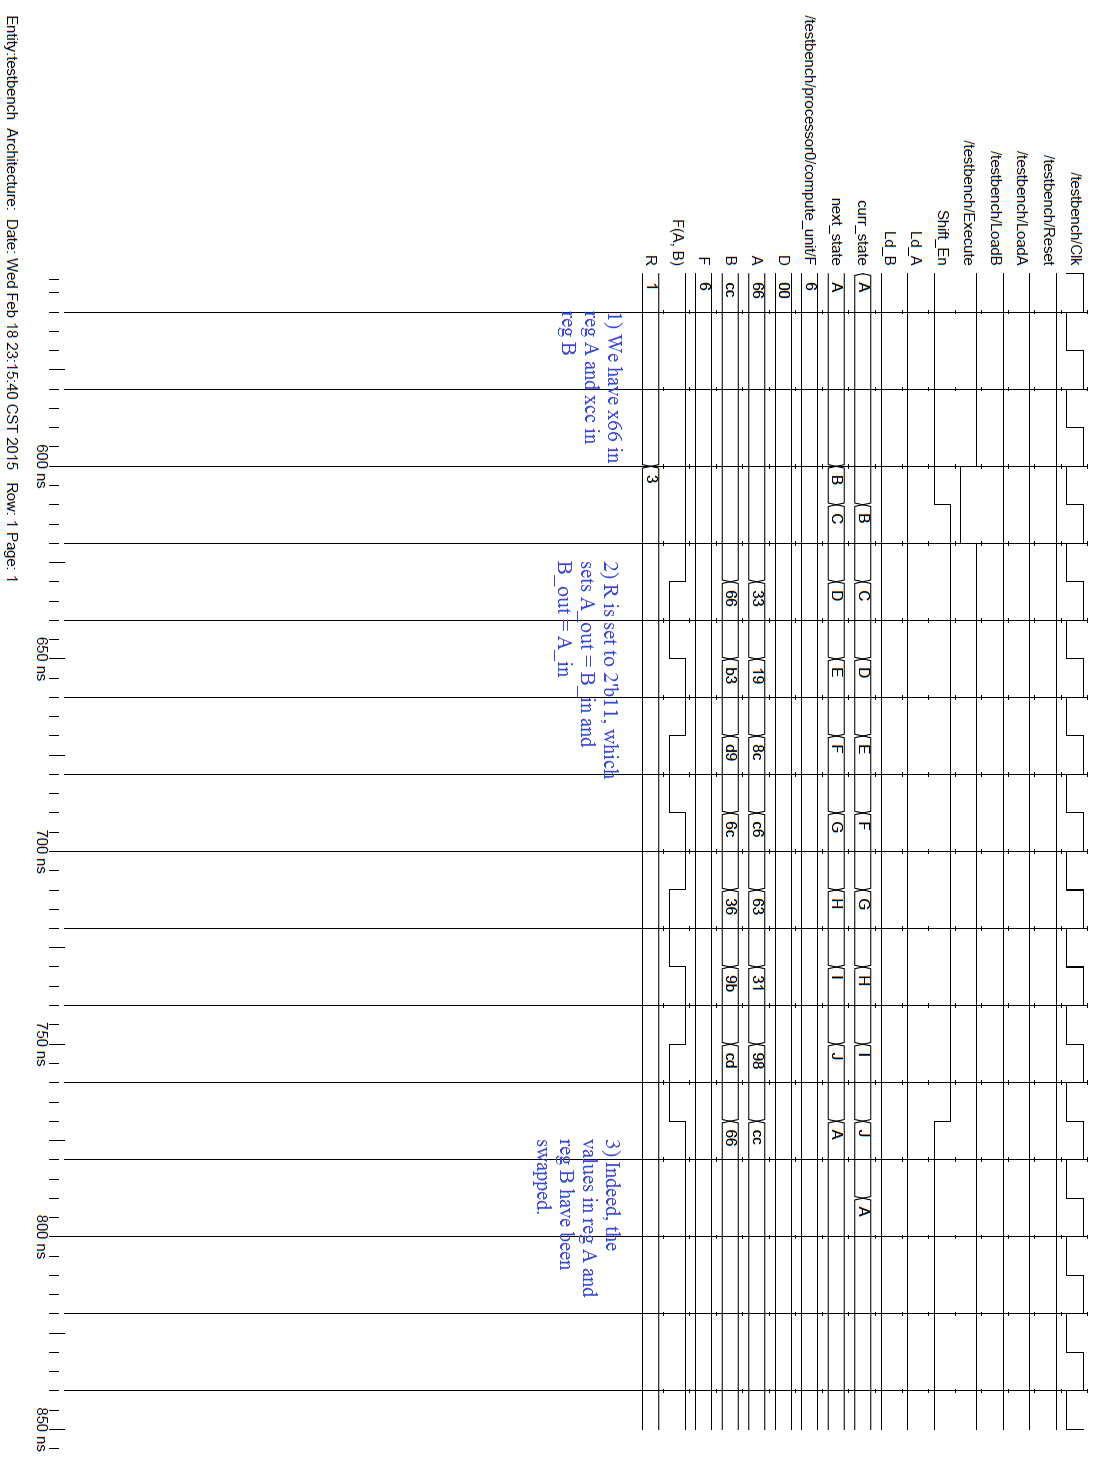 /testbench/Clk
/testbench/Reset
/testbench/LoadA
/testbench/LoadB
/testbench/Execute
Shift_En
Ld_A
Ld_B
curr_state A B C D E F G H I J A
next_state A B C D E F G H I J A
/testbench/processor0/compute_unit/F 6
D 00
A 66 33 19 8c c6 63 31 98 cc
B cc 66 b3 d9 6c 36 9b cd 66
F 6
F(A, B)
R 1 3
1) We have x66 in
reg A and xcc in
reg B
2) R is set to 2'b11, which
sets A_out = B_in and
B_out = A_in
3) Indeed, the
values in reg A and
reg B have been
swapped.
600 ns 650 ns 700 ns 750 ns 800 ns 850 ns
Entity:testbench Architecture: Date: Wed Feb 18 23:15:40 CST 2015 Row: 1 Page: 1